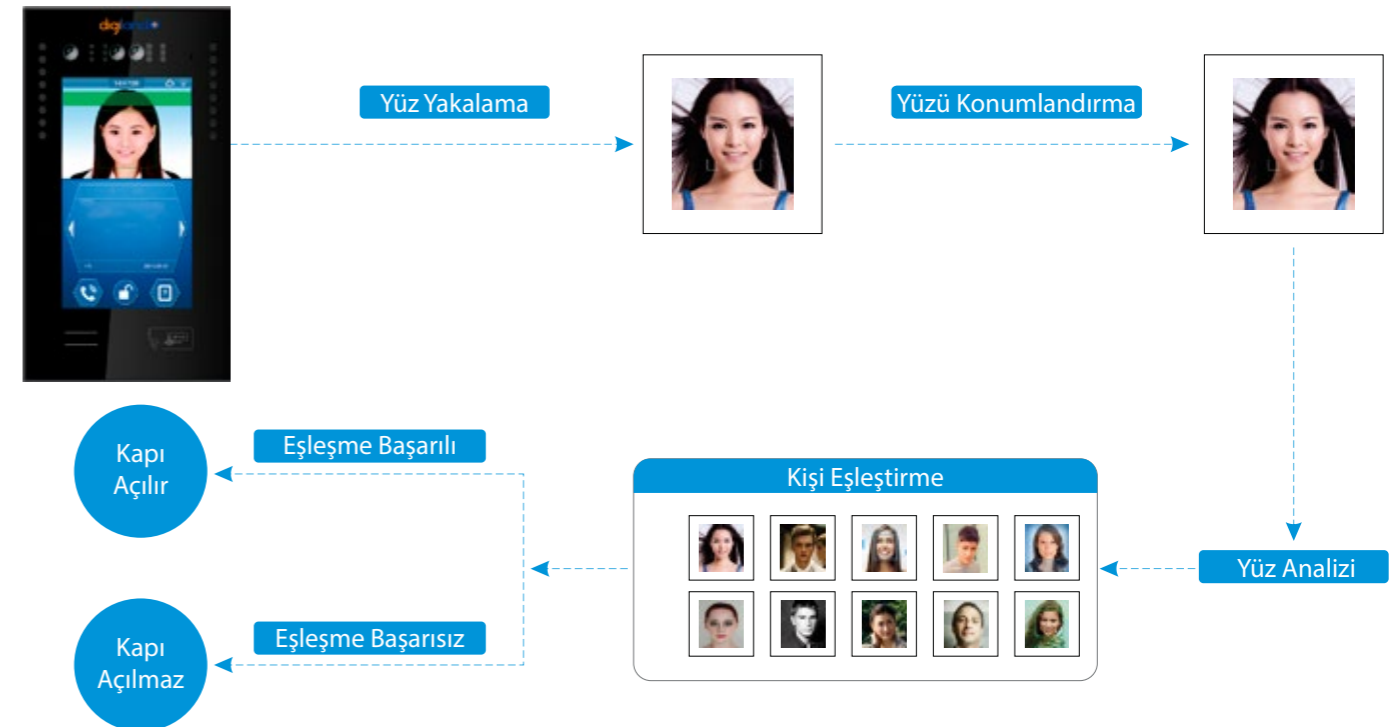 Yüz Yakalama
Yüzü Konumlandırma
Kapı
Açılır
Eşleşme Başarılı
Kişi Eşleştirme
Yüz Analizi
Eşleşme Başarısız
Kapı
Açılmaz